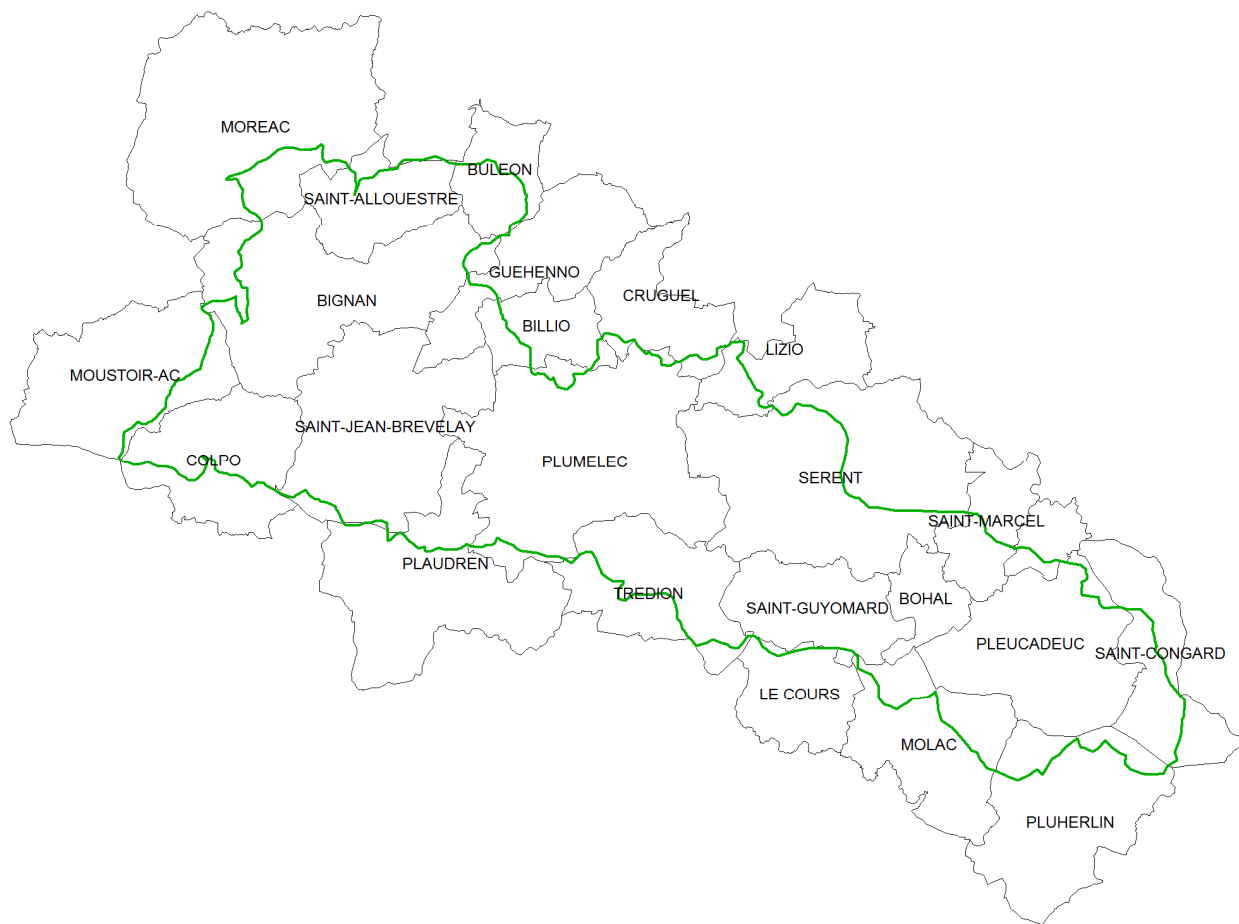 MOREAC
BULEON
SAINT-ALLOUESTRE
GUEHENNO
BIGNAN
CRUGUEL
BILLIO
LIZIO
MOUSTOIR-AC
SAINT-JEAN-BREVELAY
COLPO
PLUMELEC
SERENT
SAINT-MARCEL
PLAUDREN
TREDION
BOHAL
SAINT-GUYOMARD
PLEUCADEUC
SAINT-CONGARD
LE COURS
MOLAC
PLUHERLIN